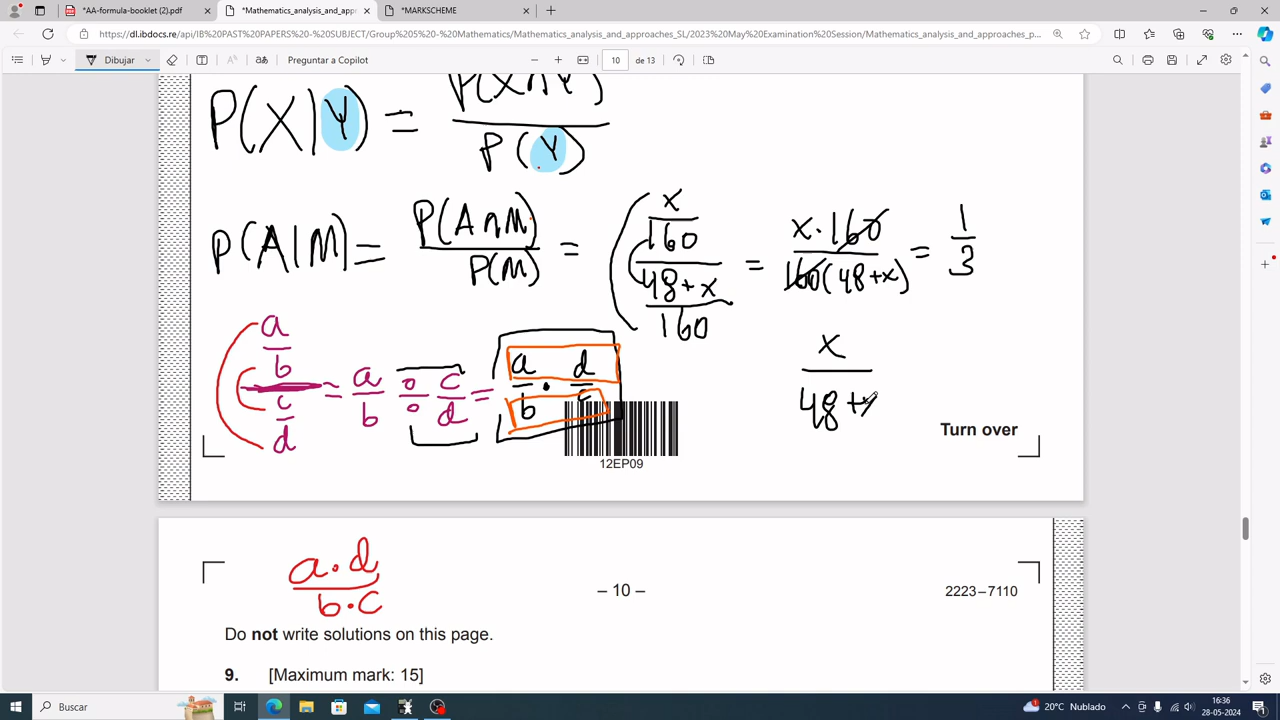 *AA-formula-booklet (2).pdf
*Mathematics_analysis_and_appro
*MARKSCHEME
https://dl.ibdocs.re/api/IB%20PAST%20PAPERS%20-%20SUBJECT/Group%205%20-%20Mathematics/Mathematics_analysis_and_approaches_SL/2023%20May%20Examination%20Session/Mathematics_analysis_and_approaches_p...
Dibujar
Preguntar a Copilot
10 de 13
P(X|Y) = P(X∩Y) / P(Y)
P(A|M) = P(A∩M) / P(M) = (x/160) / ((48+x)/160) = x·160 / 160(48+x) = 1/3
(a/b) / (c/d) = a/b ÷ c/d = a/b · d/c
x / 48+x
12EP09
Turn over
a·d / b·c
– 10 –
2223–7110
Do not write solutions on this page.
9. [Maximum mark: 15]
Buscar
20°C Nublado
16:36
28-05-2024